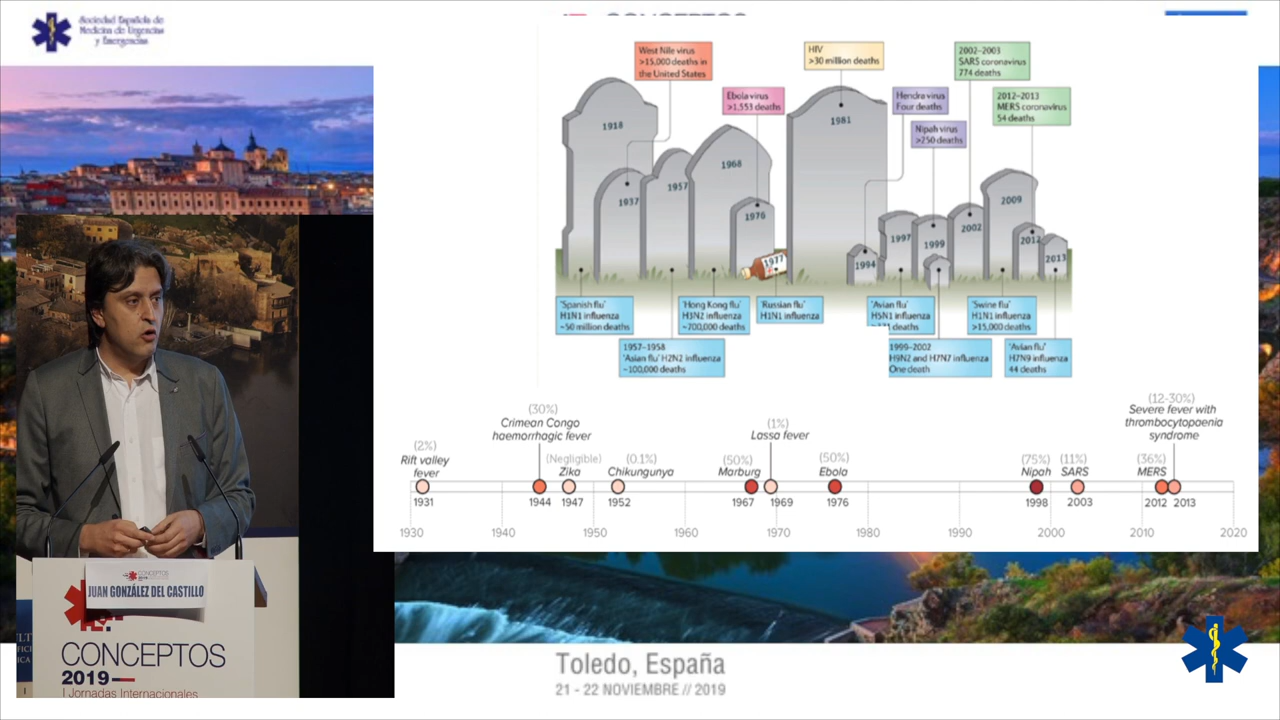 Sociedad Española de
Medicina de Urgencias
y Emergencias
CONCEPTOS
West Nile virus
>15,000 deaths in
the United States
HIV
>30 million deaths
2002–2003
SARS coronavirus
774 deaths
Ebola virus
>1,553 deaths
Hendra virus
Four deaths
2012–2013
MERS coronavirus
54 deaths
Nipah virus
>250 deaths
1918
1937
1957
1968
1976
1977
1981
1994
1997
1999
2002
2009
2012
2013
'Spanish flu'
H1N1 influenza
~50 million deaths
'Hong Kong flu'
H3N2 influenza
~700,000 deaths
'Russian flu'
H1N1 influenza
'Avian flu'
H5N1 influenza
deaths
'Swine flu'
H1N1 influenza
>15,000 deaths
1957–1958
'Asian flu' H2N2 influenza
~100,000 deaths
1999–2002
H9N2 and H7N7 influenza
One death
'Avian flu'
H7N9 influenza
44 deaths
(2%)
Rift valley
fever
1931
(30%)
Crimean Congo
haemorrhagic fever
1944
(Negligible)
Zika
1947
(0.1%)
Chikungunya
1952
(50%)
Marburg
1967
(1%)
Lassa fever
1969
(50%)
Ebola
1976
(75%)
Nipah
1998
(11%)
SARS
2003
(36%)
MERS
2012
(12-30%)
Severe fever with
thrombocytopaenia
syndrome
2013
1930 1940 1950 1960 1970 1980 1990 2000 2010 2020
CONCEPTOS
2019
JUAN GONZÁLEZ DEL CASTILLO
CONCEPTOS
2019
I Jornadas Internacionales
Toledo, España
21 - 22 NOVIEMBRE // 2019